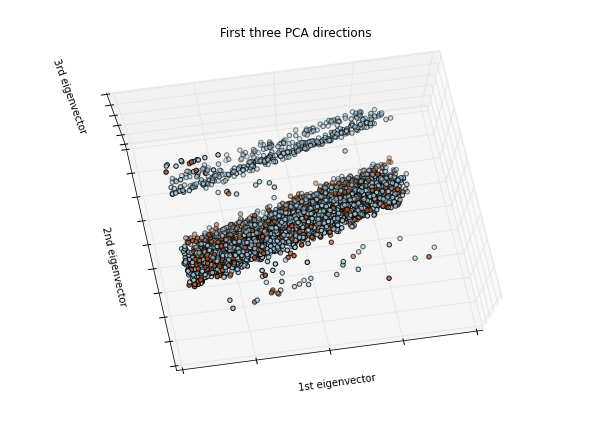 First three PCA directions
3rd eigenvector
2nd eigenvector
1st eigenvector